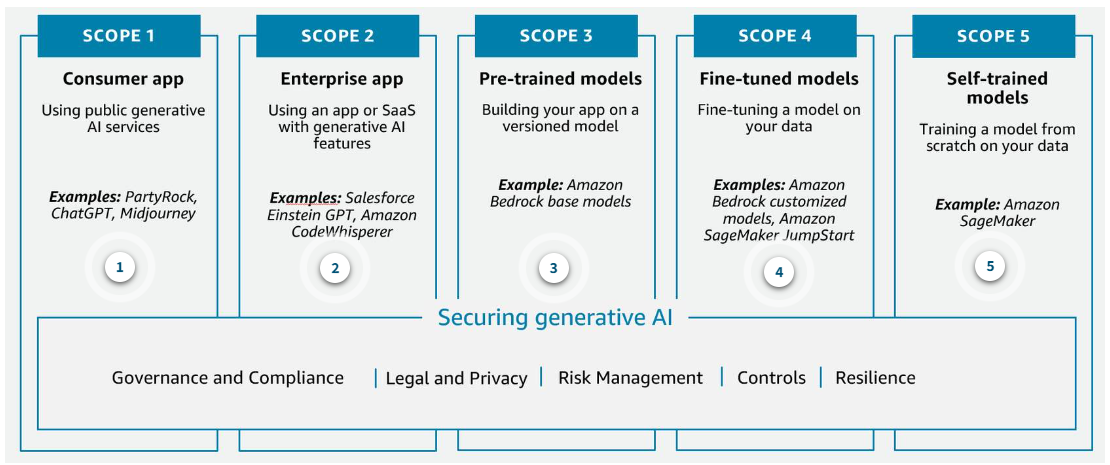 SCOPE 1
Consumer app
Using public generative
AI services
Examples: PartyRock,
ChatGPT, Midjourney
1
SCOPE 2
Enterprise app
Using an app or SaaS
with generative AI
features
Examples: Salesforce
Einstein GPT, Amazon
CodeWhisperer
2
SCOPE 3
Pre-trained models
Building your app on a
versioned model
Example: Amazon
Bedrock base models
3
SCOPE 4
Fine-tuned models
Fine-tuning a model on
your data
Examples: Amazon
Bedrock customized
models, Amazon
SageMaker JumpStart
4
SCOPE 5
Self-trained
models
Training a model from
scratch on your data
Example: Amazon
SageMaker
5
Securing generative AI
Governance and Compliance | Legal and Privacy | Risk Management | Controls | Resilience